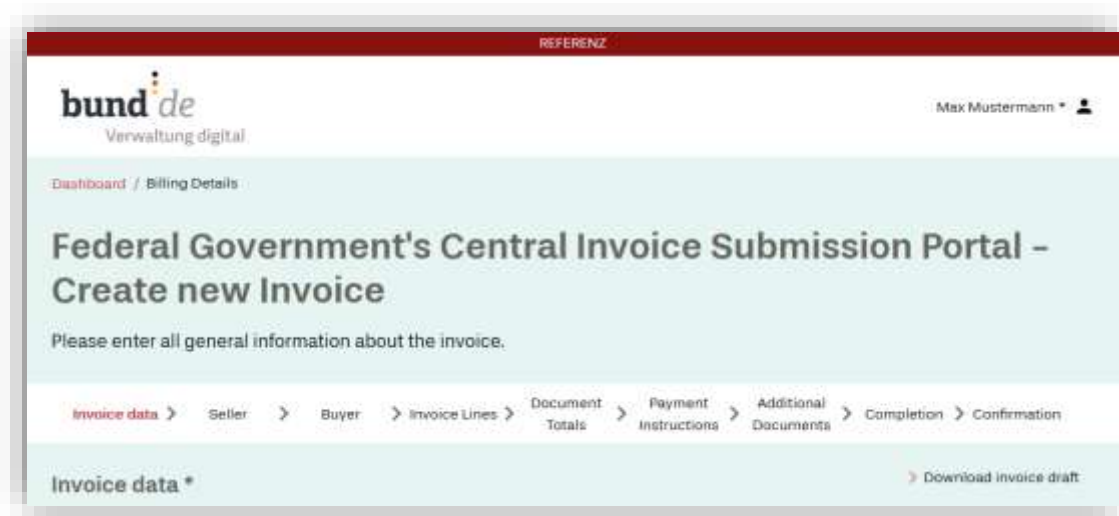 REFERENZ
bund de
Verwaltung digital
Max Mustermann *
Dashboard / Billing Details
Federal Government's Central Invoice Submission Portal –
Create new Invoice
Please enter all general information about the invoice.
Invoice data > Seller > Buyer > Invoice Lines > Document Totals > Payment Instructions > Additional Documents > Completion > Confirmation
Invoice data *
> Download invoice draft